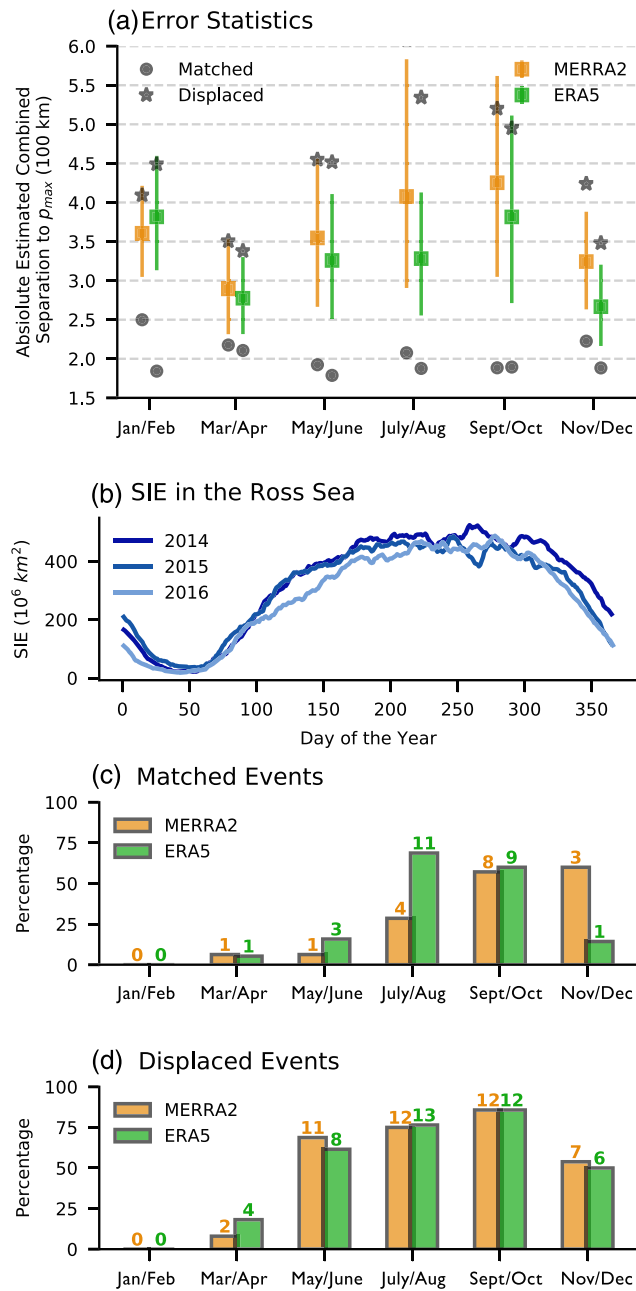 (a) Error Statistics
Matched
Displaced
MERRA2
ERA5
6.0
5.5
5.0
4.5
4.0
3.5
3.0
2.5
2.0
1.5
Absiolute Estimated Combined
Separation to pmax (100 km)
Jan/Feb Mar/Apr May/June July/Aug Sept/Oct Nov/Dec
(b) SIE in the Ross Sea
2014
2015
2016
400
200
0
SIE (10⁶ km²)
0 50 100 150 200 250 300 350
Day of the Year
(c) Matched Events
MERRA2
ERA5
100
75
50
25
0
Percentage
0 0 1 1 1 3 4 11 8 9 3 1
Jan/Feb Mar/Apr May/June July/Aug Sept/Oct Nov/Dec
(d) Displaced Events
MERRA2
ERA5
100
75
50
25
0
Percentage
0 0 2 4 11 8 12 13 12 12 7 6
Jan/Feb Mar/Apr May/June July/Aug Sept/Oct Nov/Dec